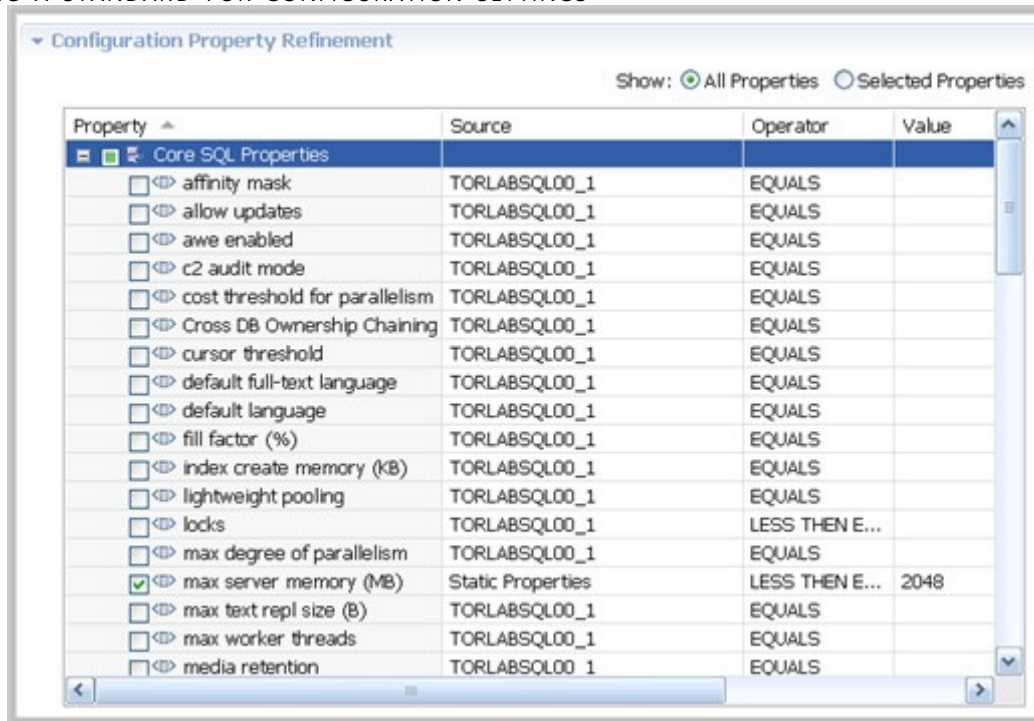 Configuration Property Refinement
Show: All Properties Selected Properties
Property Source Operator Value
Core SQL Properties
affinity mask TORLABSQL00_1 EQUALS
allow updates TORLABSQL00_1 EQUALS
awe enabled TORLABSQL00_1 EQUALS
c2 audit mode TORLABSQL00_1 EQUALS
cost threshold for parallelism TORLABSQL00_1 EQUALS
Cross DB Ownership Chaining TORLABSQL00_1 EQUALS
cursor threshold TORLABSQL00_1 EQUALS
default full-text language TORLABSQL00_1 EQUALS
default language TORLABSQL00_1 EQUALS
fill factor (%) TORLABSQL00_1 EQUALS
index create memory (KB) TORLABSQL00_1 EQUALS
lightweight pooling TORLABSQL00_1 EQUALS
locks TORLABSQL00_1 LESS THEN E...
max degree of parallelism TORLABSQL00_1 EQUALS
max server memory (MB) Static Properties LESS THEN E... 2048
max text repl size (B) TORLABSQL00_1 EQUALS
max worker threads TORLABSQL00_1 EQUALS
media retention TORLABSQL00_1 EQUALS